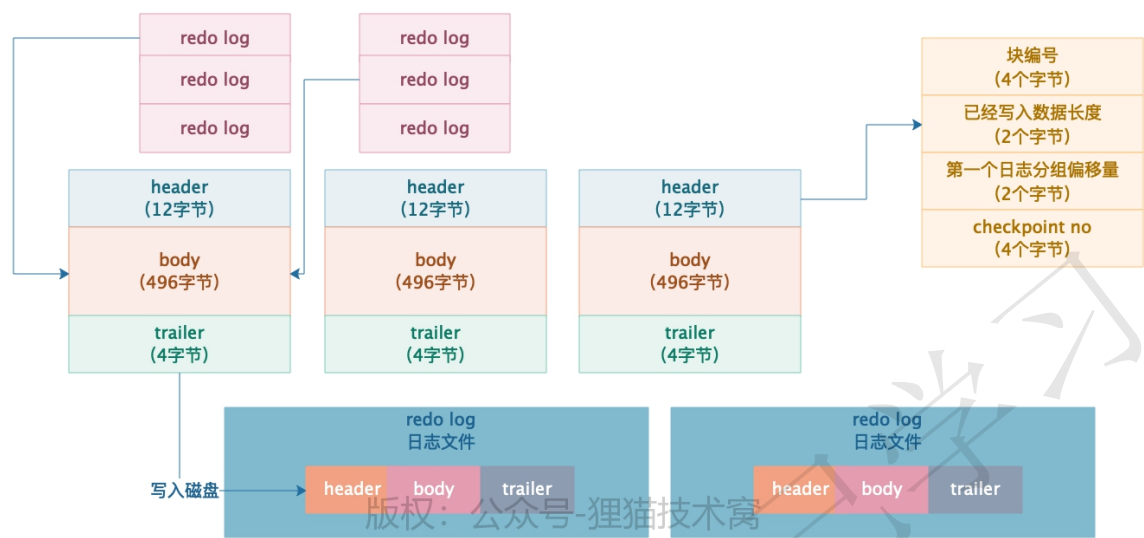 redo log
redo log
redo log
redo log
redo log
redo log
块编号
(4个字节)
已经写入数据长度
(2个字节)
第一个日志分组偏移量
(2个字节)
checkpoint no
(4个字节)
header
(12字节)
body
(496字节)
trailer
(4字节)
header
(12字节)
body
(496字节)
trailer
(4字节)
header
(12字节)
body
(496字节)
trailer
(4字节)
写入磁盘
redo log
日志文件
header body trailer
redo log
日志文件
header body trailer
版权：公众号-狸猫技术窝
学习